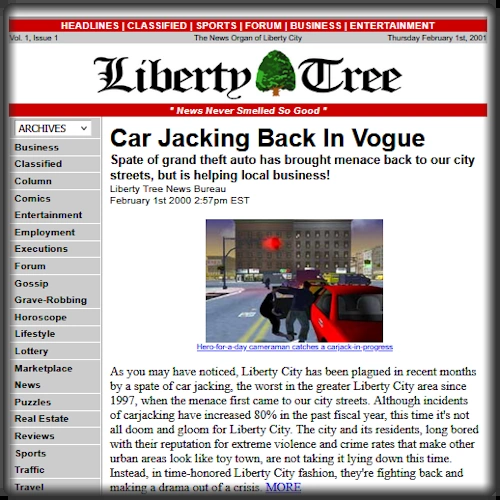 HEADLINES | CLASSIFIED | SPORTS | FORUM | BUSINESS | ENTERTAINMENT
Vol. 1, Issue 1 The News Organ of Liberty City Thursday February 1st, 2001
Liberty Tree
" News Never Smelled So Good "
ARCHIVES
Business
Classified
Column
Comics
Entertainment
Employment
Executions
Forum
Gossip
Grave-Robbing
Horoscope
Lifestyle
Lottery
Marketplace
News
Puzzles
Real Estate
Reviews
Sports
Traffic
Travel
Car Jacking Back In Vogue
Spate of grand theft auto has brought menace back to our city
streets, but is helping local business!
Liberty Tree News Bureau
February 1st 2000 2:57pm EST
Hero-for-a-day cameraman catches a carjack-in-progress
As you may have noticed, Liberty City has been plagued in recent months
by a spate of car jacking, the worst in the greater Liberty City area since
1997, when the menace first came to our city streets. Although incidents
of carjacking have increased 80% in the past fiscal year, this time it's not
all doom and gloom for Liberty City. The city and its residents, long bored
with their reputation for extreme violence and crime rates that make other
urban areas look like toy town, are not taking it lying down this time.
Instead, in time-honored Liberty City fashion, they're fighting back and
making a drama out of a crisis. MORE